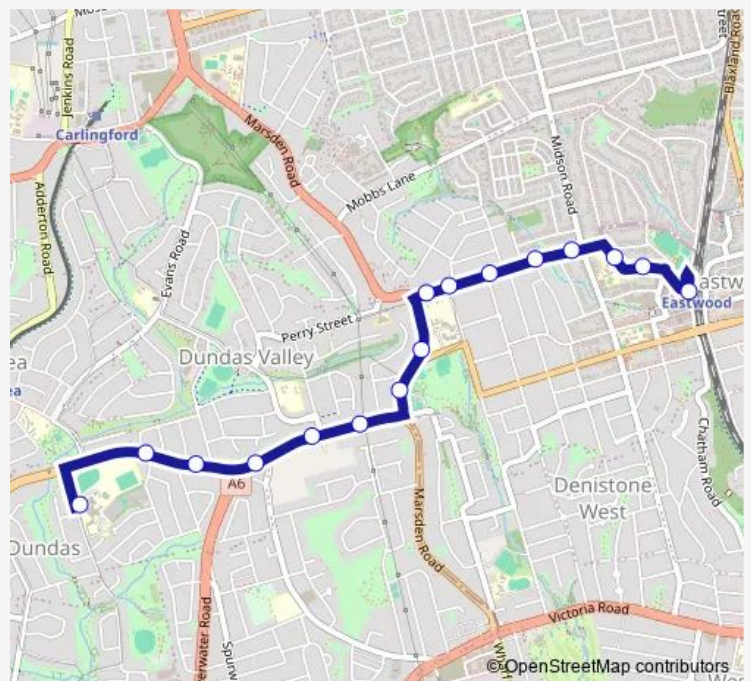 Jenkins Road
Carlingford
Blaxland Road
Marsden Road
Midson Road
Mobbs Lane
Adderton Road
Evans Road
Eastwood
Perry Street
Dundas Valley
A6
Chatham Road
Denistone
West
Marsden Road
Dundas
Victoria Road
© OpenStreetMap contributors